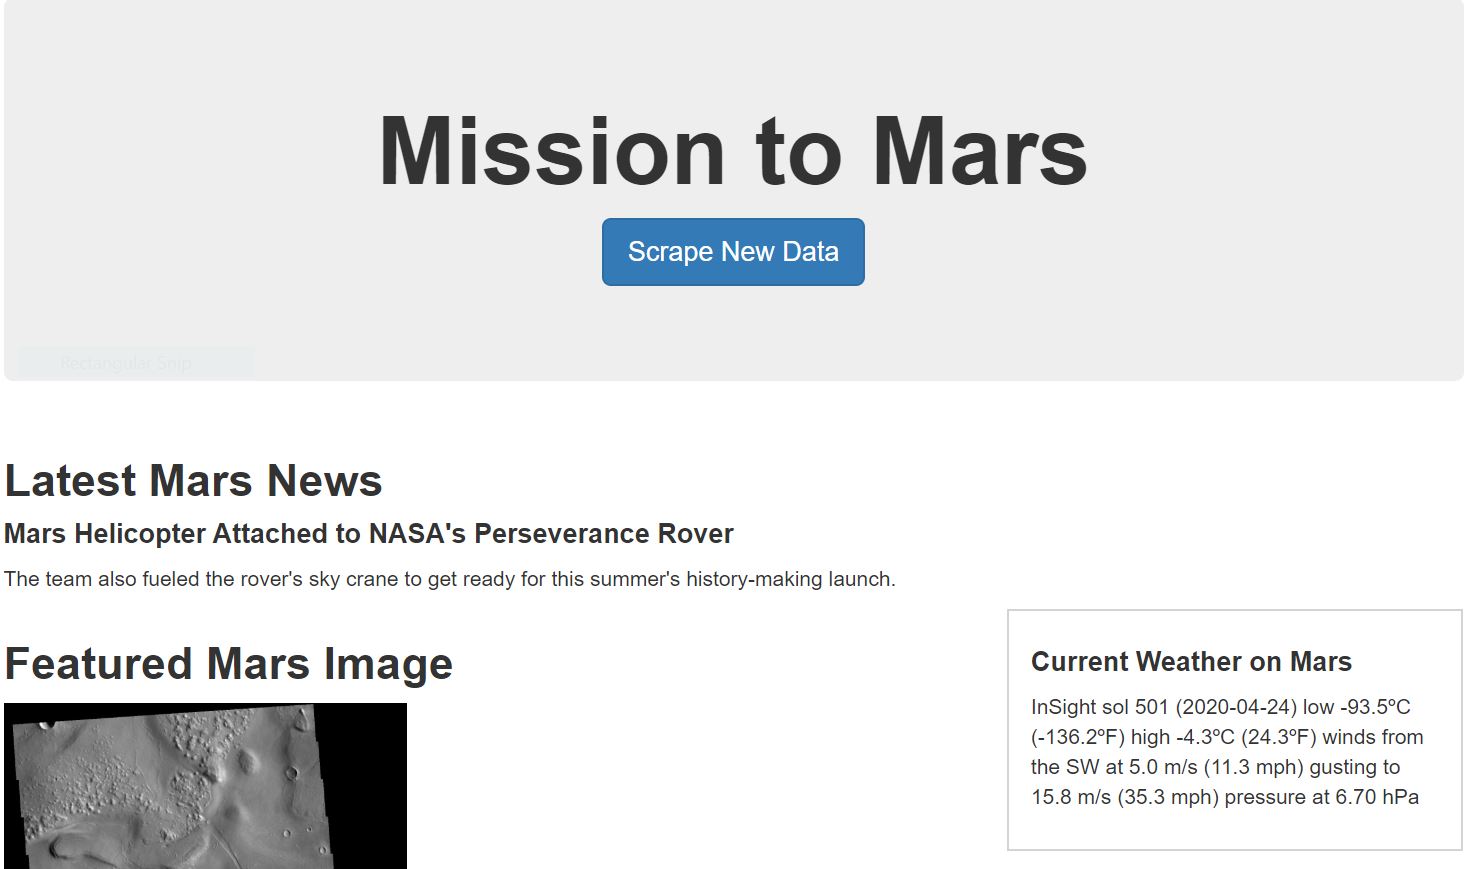 Mission to Mars
Scrape New Data
Rectangular Snip
Latest Mars News
Mars Helicopter Attached to NASA's Perseverance Rover
The team also fueled the rover's sky crane to get ready for this summer's history-making launch.
Featured Mars Image
Current Weather on Mars
InSight sol 501 (2020-04-24) low -93.5ºC
(-136.2ºF) high -4.3ºC (24.3ºF) winds from
the SW at 5.0 m/s (11.3 mph) gusting to
15.8 m/s (35.3 mph) pressure at 6.70 hPa